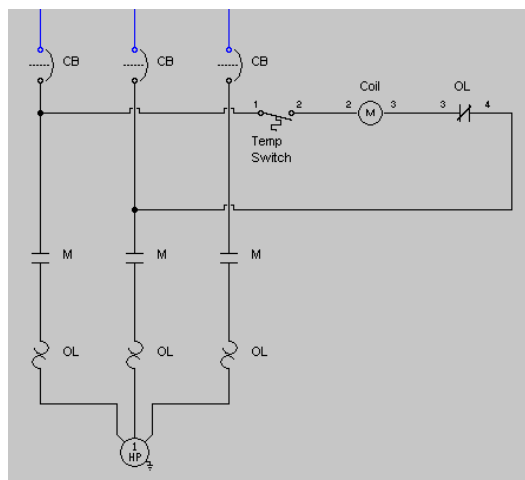 CB CB CB
Coil OL
1 2 2 M 3 3 4
Temp
Switch
M M M
OL OL OL
1
HP